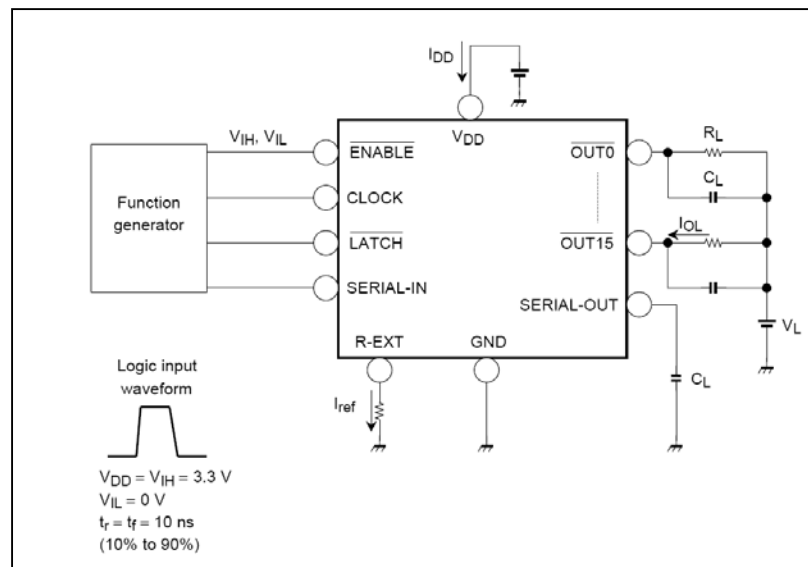 IDD
VDD
VIH, VIL
Function
generator
ENABLE
CLOCK
LATCH
SERIAL-IN
OUT0
OUT15
SERIAL-OUT
RL
CL
IOL
VL
CL
R-EXT
GND
Iref
Logic input
waveform
VDD = VIH = 3.3 V
VIL = 0 V
tr = tf = 10 ns
(10% to 90%)